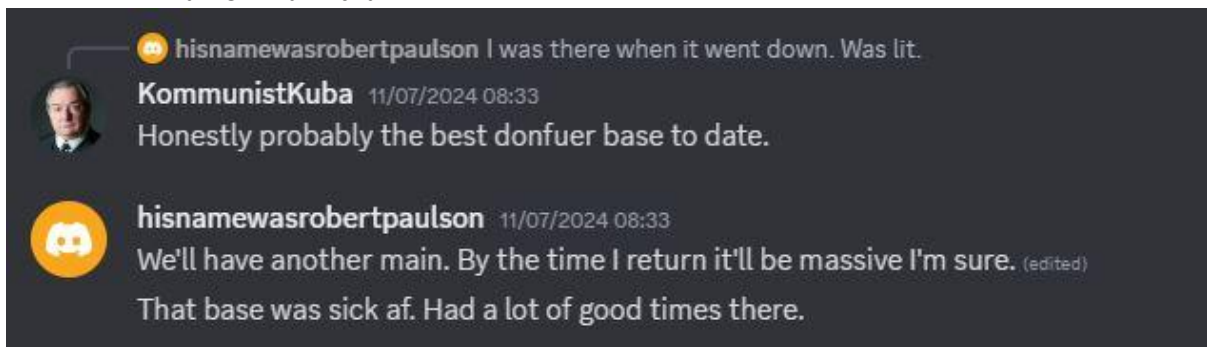 hisnamewasrobertpaulson I was there when it went down. Was lit.
KommunistKuba 11/07/2024 08:33
Honestly probably the best donfuer base to date.
hisnamewasrobertpaulson 11/07/2024 08:33
We'll have another main. By the time I return it'll be massive I'm sure. (edited)
That base was sick af. Had a lot of good times there.